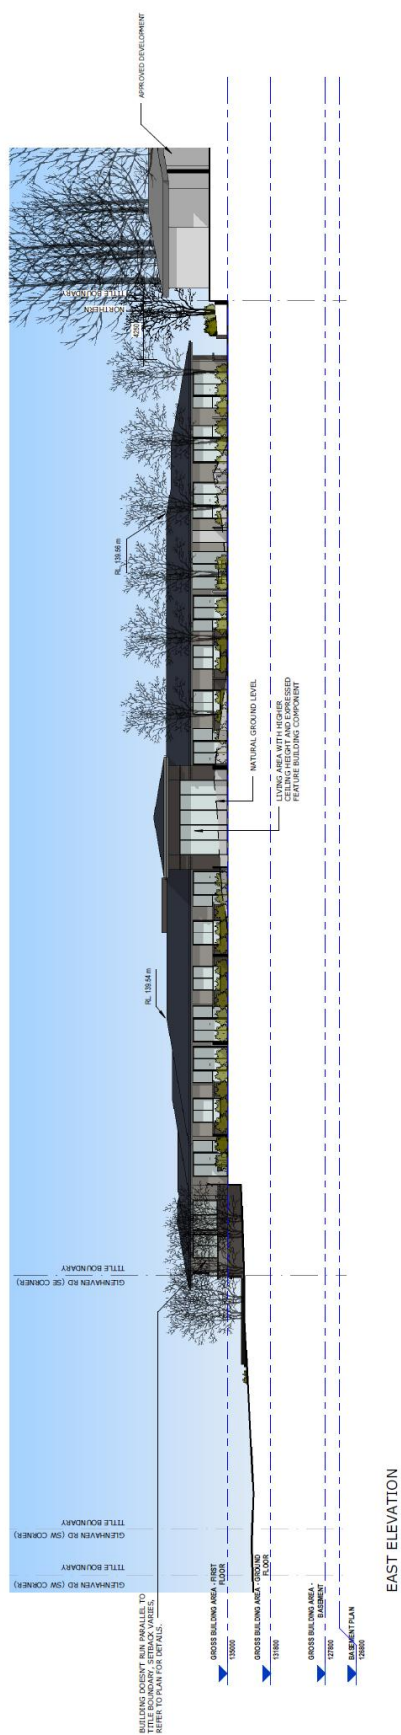 APPROVED DEVELOPMENT
NORTHERN
TITLE BOUNDARY
4250
RL. 139.56 m
NATURAL GROUND LEVEL
LIVING AREA WITH HIGHER
CEILING HEIGHT AND EXPRESSED
FEATURE BUILDING COMPONENT
RL. 139.54 m
GLENHAVEN RD (SE CORNER)
TITLE BOUNDARY
GLENHAVEN RD (SW CORNER)
TITLE BOUNDARY
GLENHAVEN RD (SW CORNER)
TITLE BOUNDARY
BUILDING DOESN'T RUN PARALLEL TO
TITLE BOUNDARY, SETBACK VARIES,
REFER TO PLAN FOR DETAILS.
GROSS BUILDING AREA - FIRST
FLOOR
135000
GROSS BUILDING AREA - GROUND
FLOOR
131800
GROSS BUILDING AREA -
BASEMENT
127800
BASEMENT PLAN
126800
EAST ELEVATION